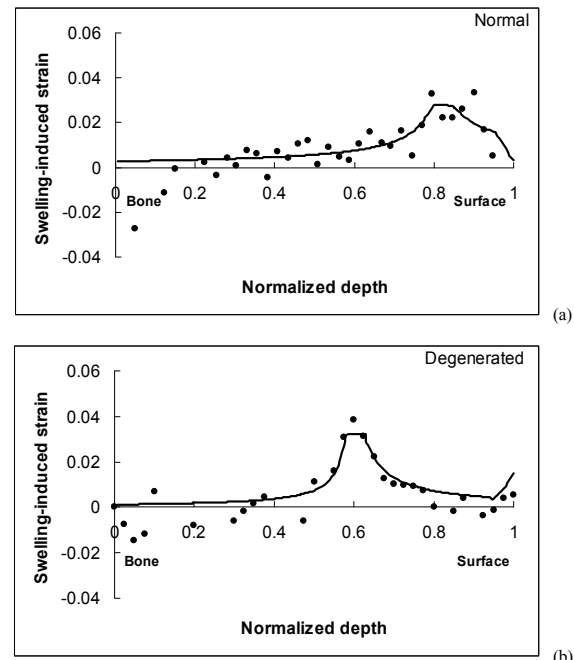 Normal
0.06
0.04
0.02
0
-0.02
-0.04
0 0.2 0.4 0.6 0.8 1
Bone Surface
Swelling-induced strain
Normalized depth
(a)
Degenerated
0.06
0.04
0.02
0
-0.02
-0.04
0 0.2 0.4 0.6 0.8 1
Bone Surface
Swelling-induced strain
Normalized depth
(b)